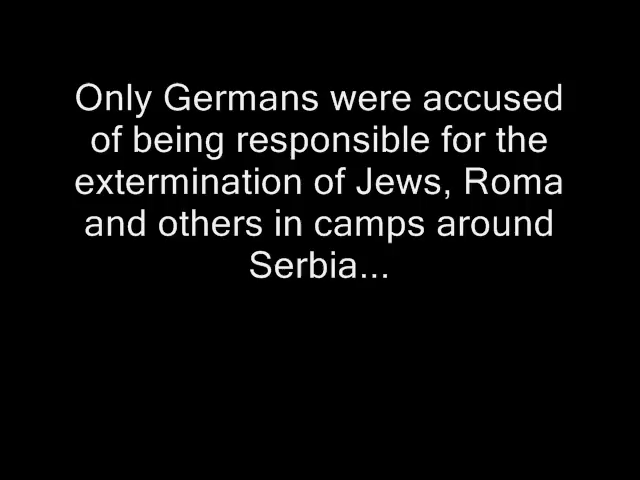 Only Germans were accused
of being responsible for the
extermination of Jews, Roma
and others in camps around
Serbia...